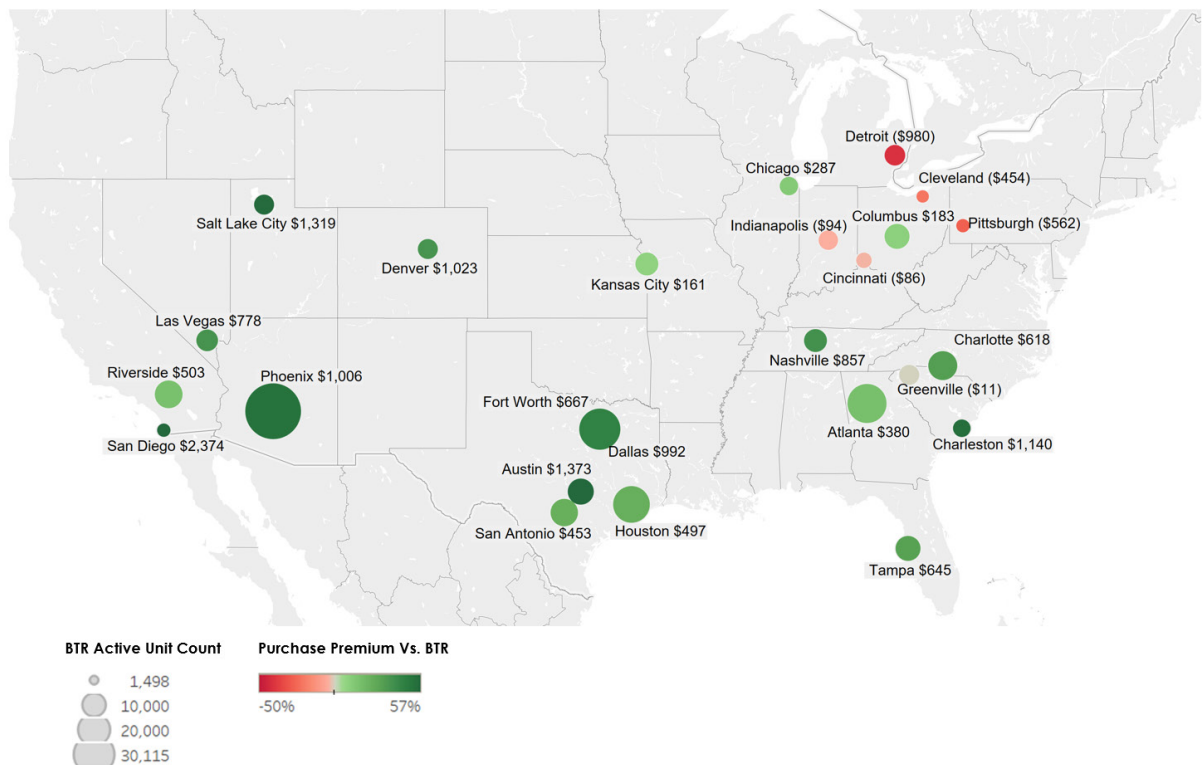 Detroit ($980)
Chicago $287
Cleveland ($454)
Salt Lake City $1,319
Indianapolis ($94)
Columbus $183
Pittsburgh ($562)
Denver $1,023
Kansas City $161
Cincinnati ($86)
Las Vegas $778
Nashville $857
Charlotte $618
Riverside $503
Phoenix $1,006
Greenville ($11)
Fort Worth $667
San Diego $2,374
Dallas $992
Atlanta $380
Charleston $1,140
Austin $1,373
San Antonio $453
Houston $497
Tampa $645
BTR Active Unit Count
1,498
10,000
20,000
30,115
Purchase Premium Vs. BTR
-50%
57%